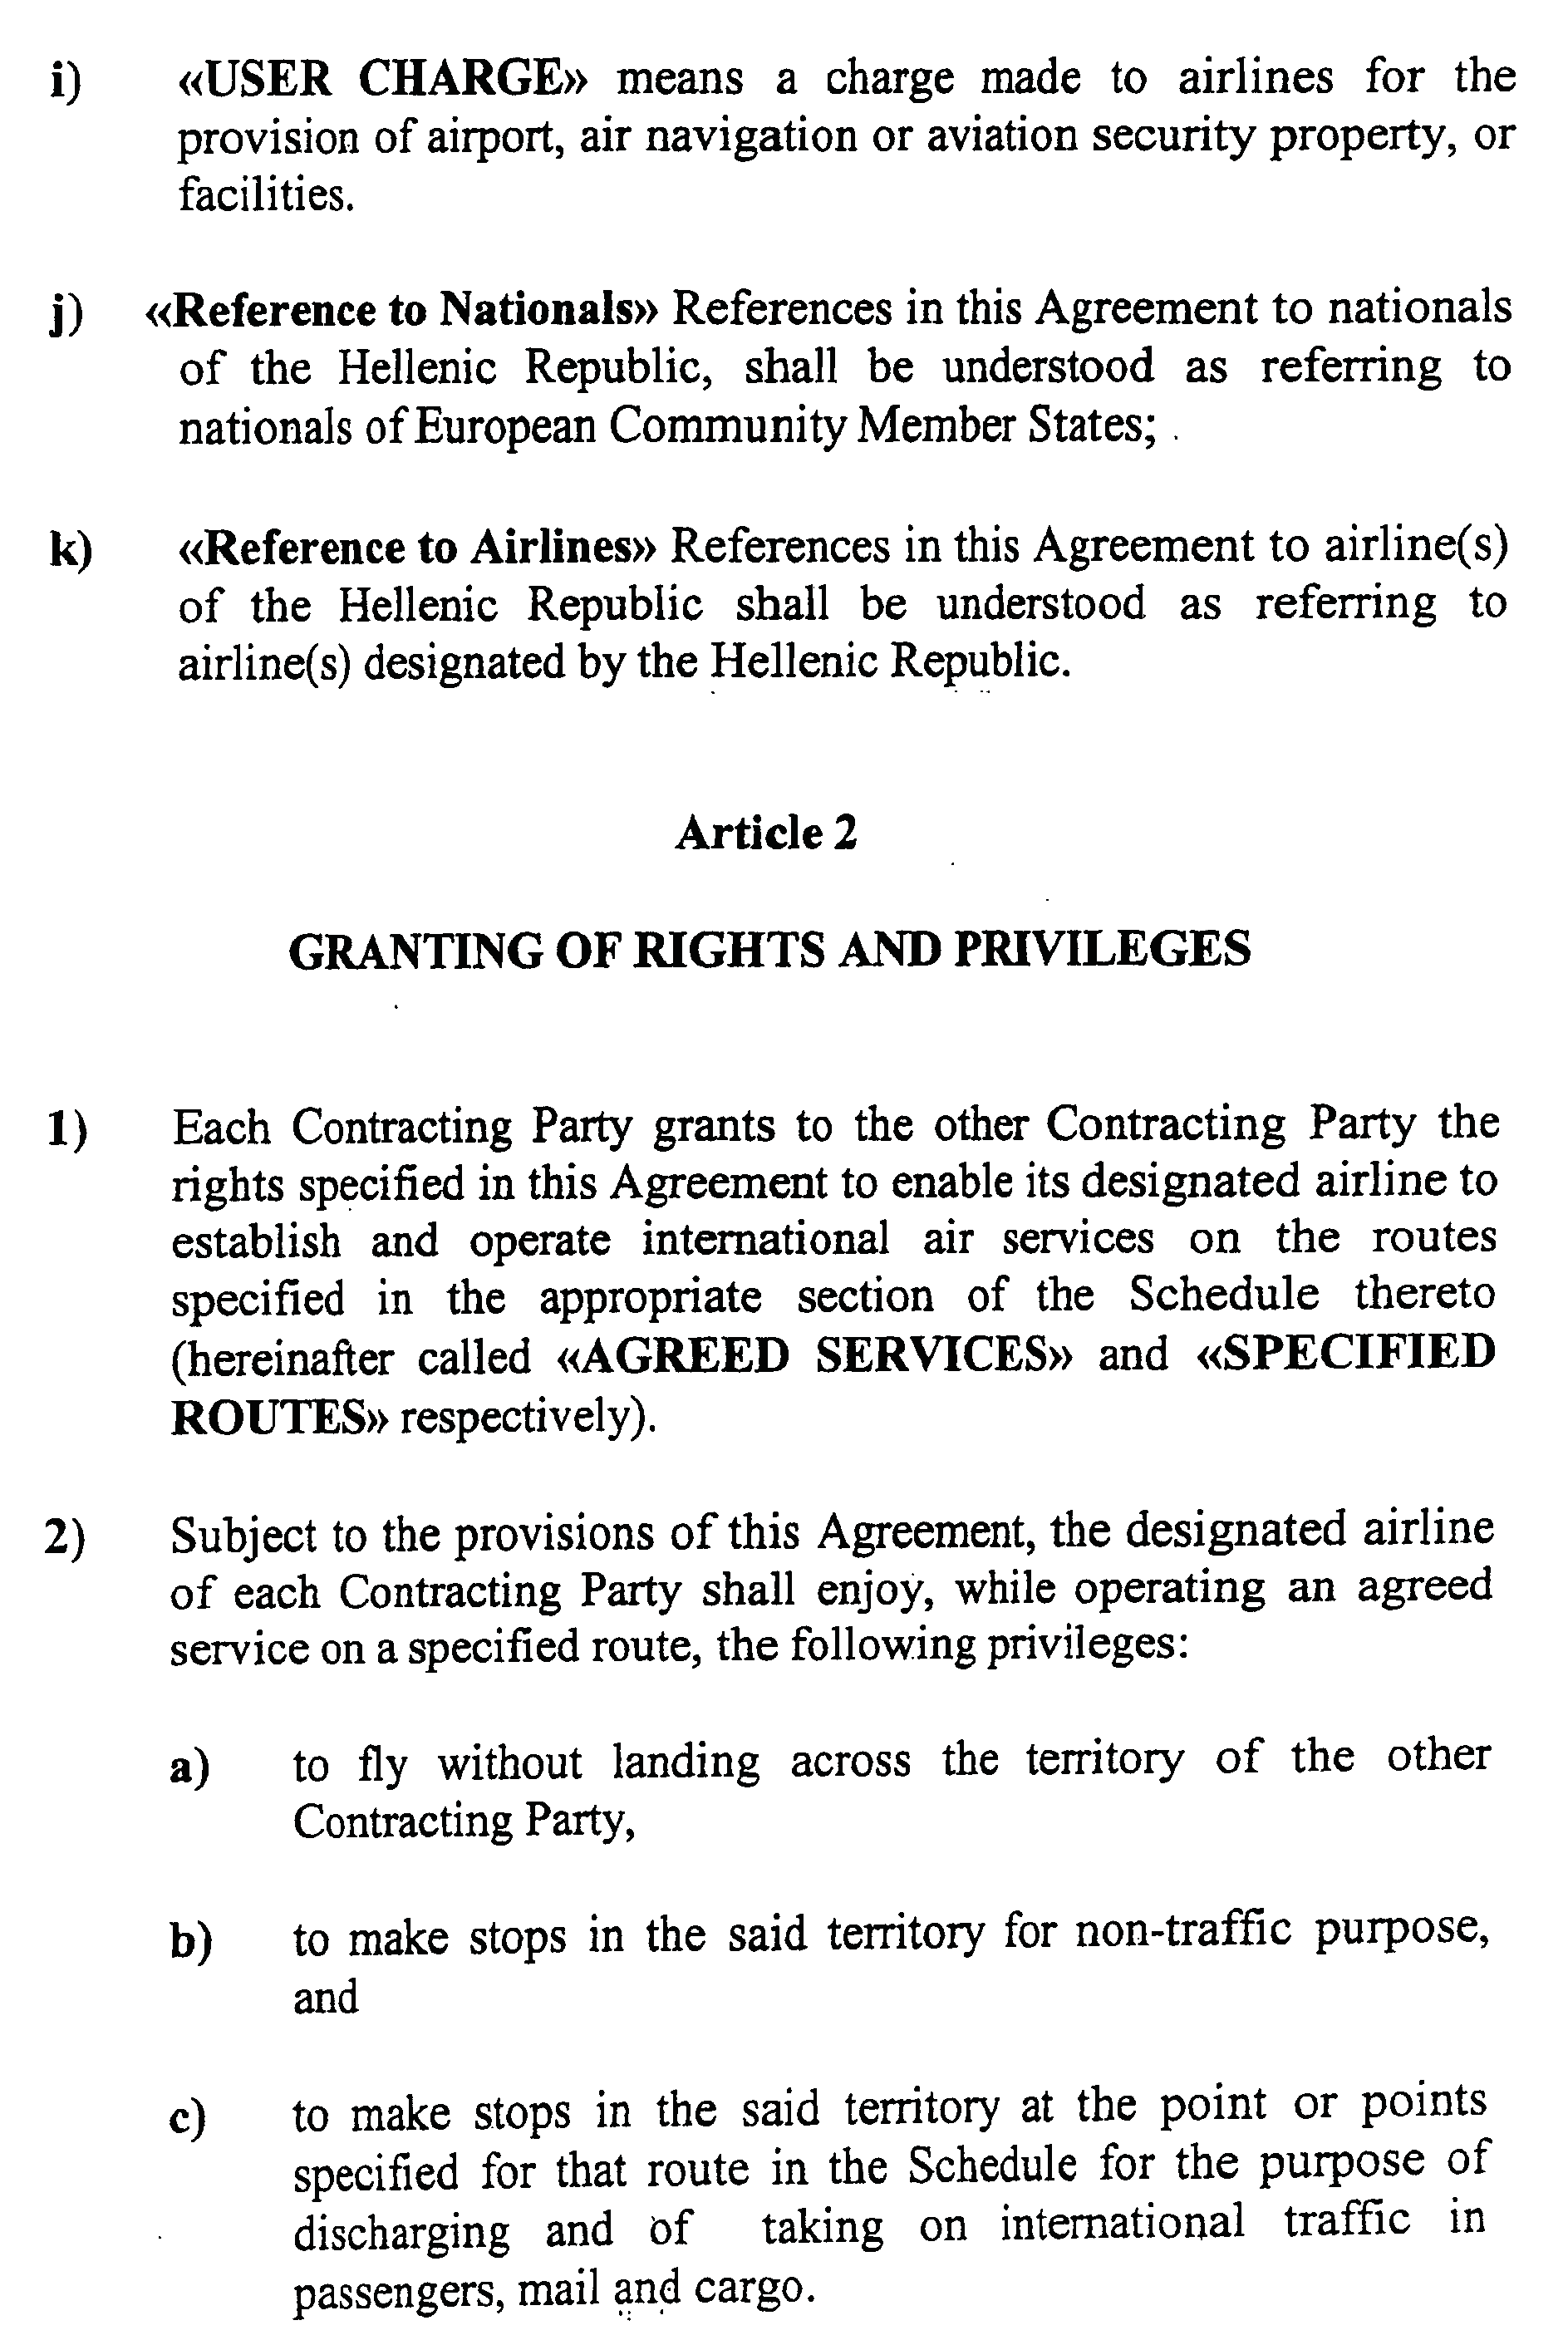 i) «USER CHARGE» means a charge made to airlines for the
provision of airport, air navigation or aviation security property, or
facilities.
j) «Reference to Nationals» References in this Agreement to nationals
of the Hellenic Republic, shall be understood as referring to
nationals of European Community Member States;
k) «Reference to Airlines» References in this Agreement to airline(s)
of the Hellenic Republic shall be understood as referring to
airline(s) designated by the Hellenic Republic.
Article 2
GRANTING OF RIGHTS AND PRIVILEGES
1) Each Contracting Party grants to the other Contracting Party the
rights specified in this Agreement to enable its designated airline to
establish and operate international air services on the routes
specified in the appropriate section of the Schedule thereto
(hereinafter called «AGREED SERVICES» and «SPECIFIED
ROUTES» respectively).
2) Subject to the provisions of this Agreement, the designated airline
of each Contracting Party shall enjoy, while operating an agreed
service on a specified route, the following privileges:
a) to fly without landing across the territory of the other
Contracting Party,
b) to make stops in the said territory for non-traffic purpose,
and
c) to make stops in the said territory at the point or points
specified for that route in the Schedule for the purpose of
discharging and of taking on international traffic in
passengers, mail and cargo.